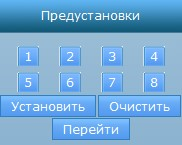 Предустановки
1 2 3 4
5 6 7 8
Установить Очистить
Перейти